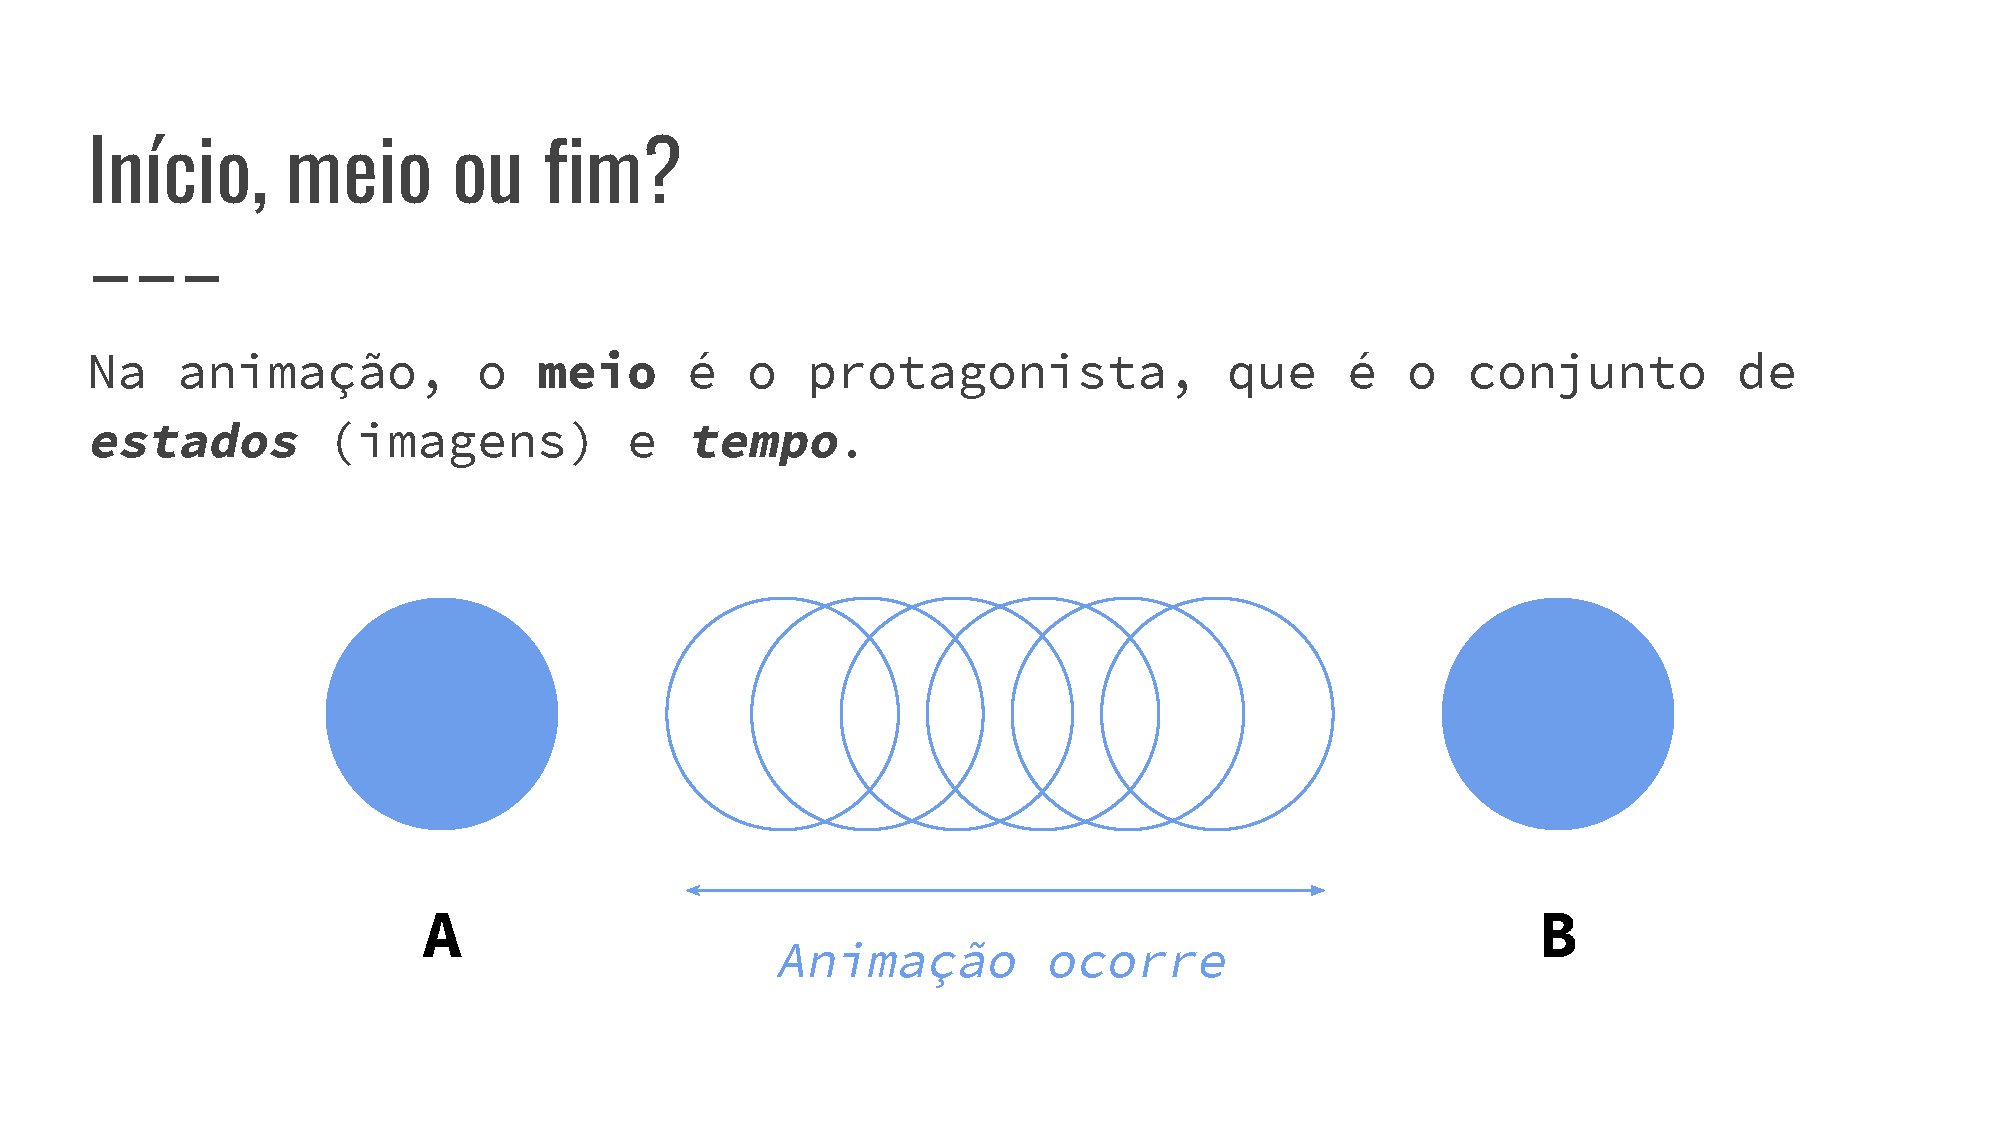 Início, meio ou fim?
Na animação, o meio é o protagonista, que é o conjunto de
estados (imagens) e tempo.
A
B
Animação ocorre